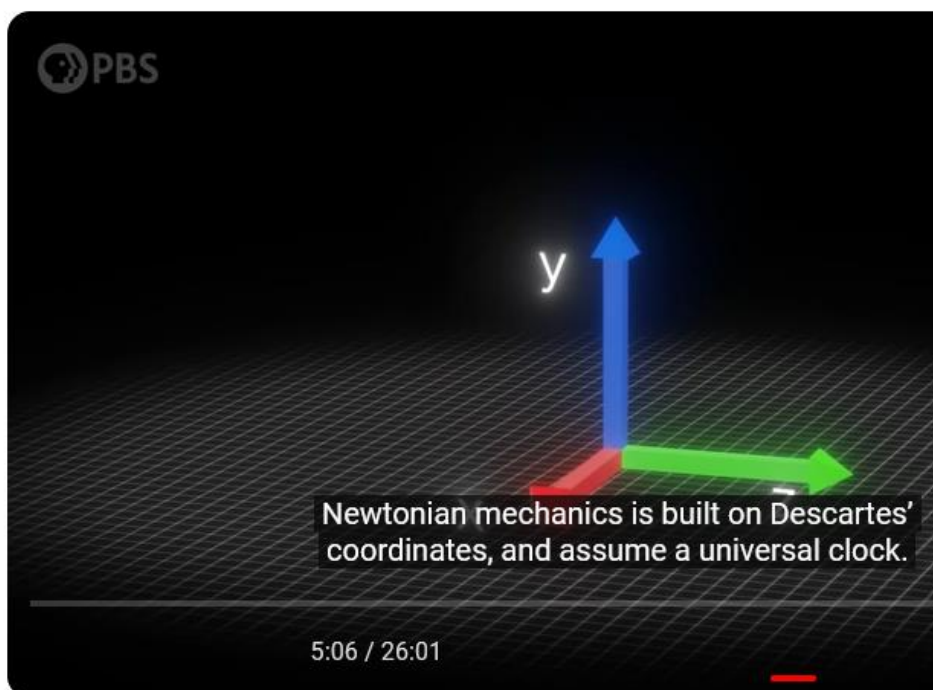 PBS
y
Newtonian mechanics is built on Descartes’
coordinates, and assume a universal clock.
5:06 / 26:01